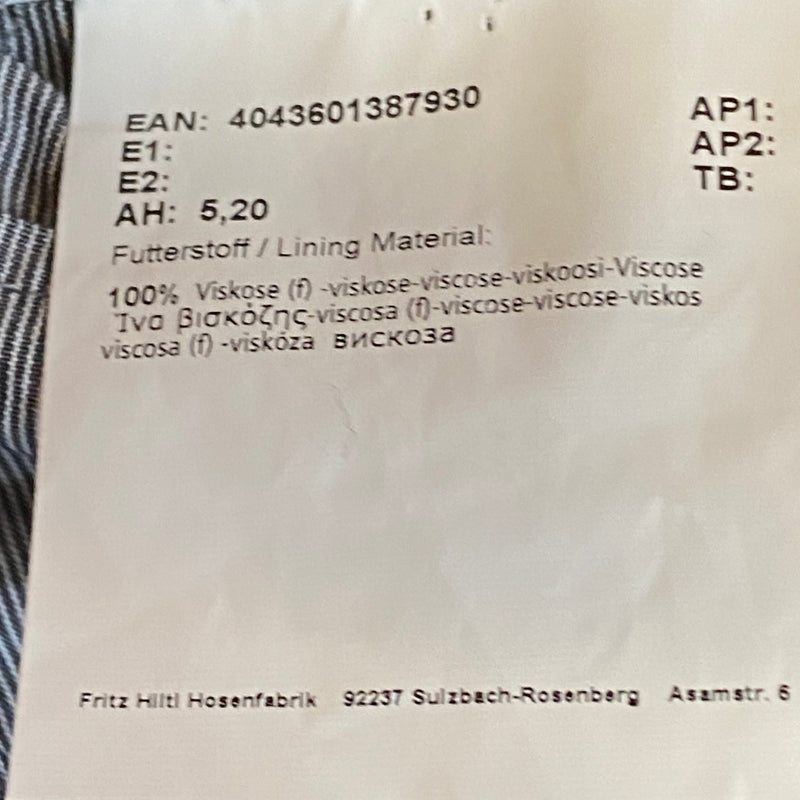 EAN: 4043601387930
E1:
E2:
AH: 5,20
AP1:
AP2:
TB:
Futterstoff / Lining Material:
100% Viskose (f) -viskose-viscose-viskoosi-Viscose
Ίνα βισκόζης-viscosa (f)-viscose-viscose-viskos
viscosa (f) -viskóza вискоза
Fritz Hiltl Hosenfabrik 92237 Sulzbach-Rosenberg Asamstr. 6